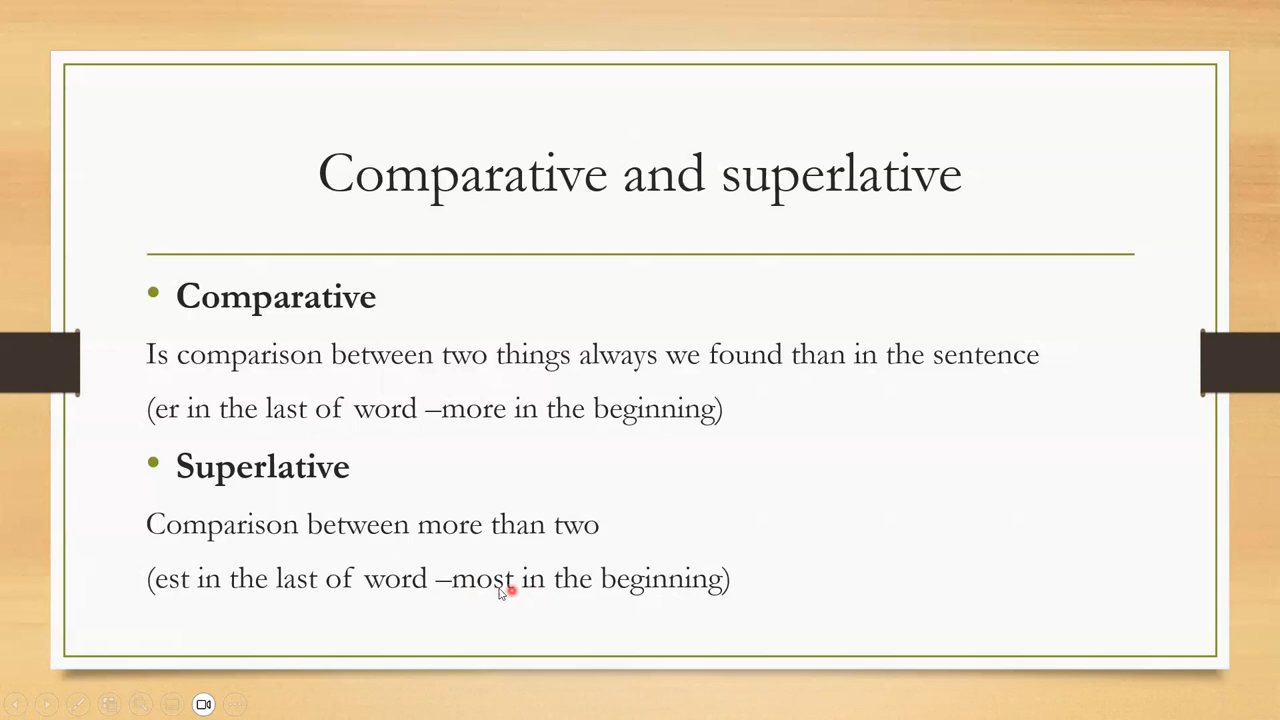 Comparative and superlative
• Comparative
Is comparison between two things always we found than in the sentence
(er in the last of word –more in the beginning)
• Superlative
Comparison between more than two
(est in the last of word –most in the beginning)